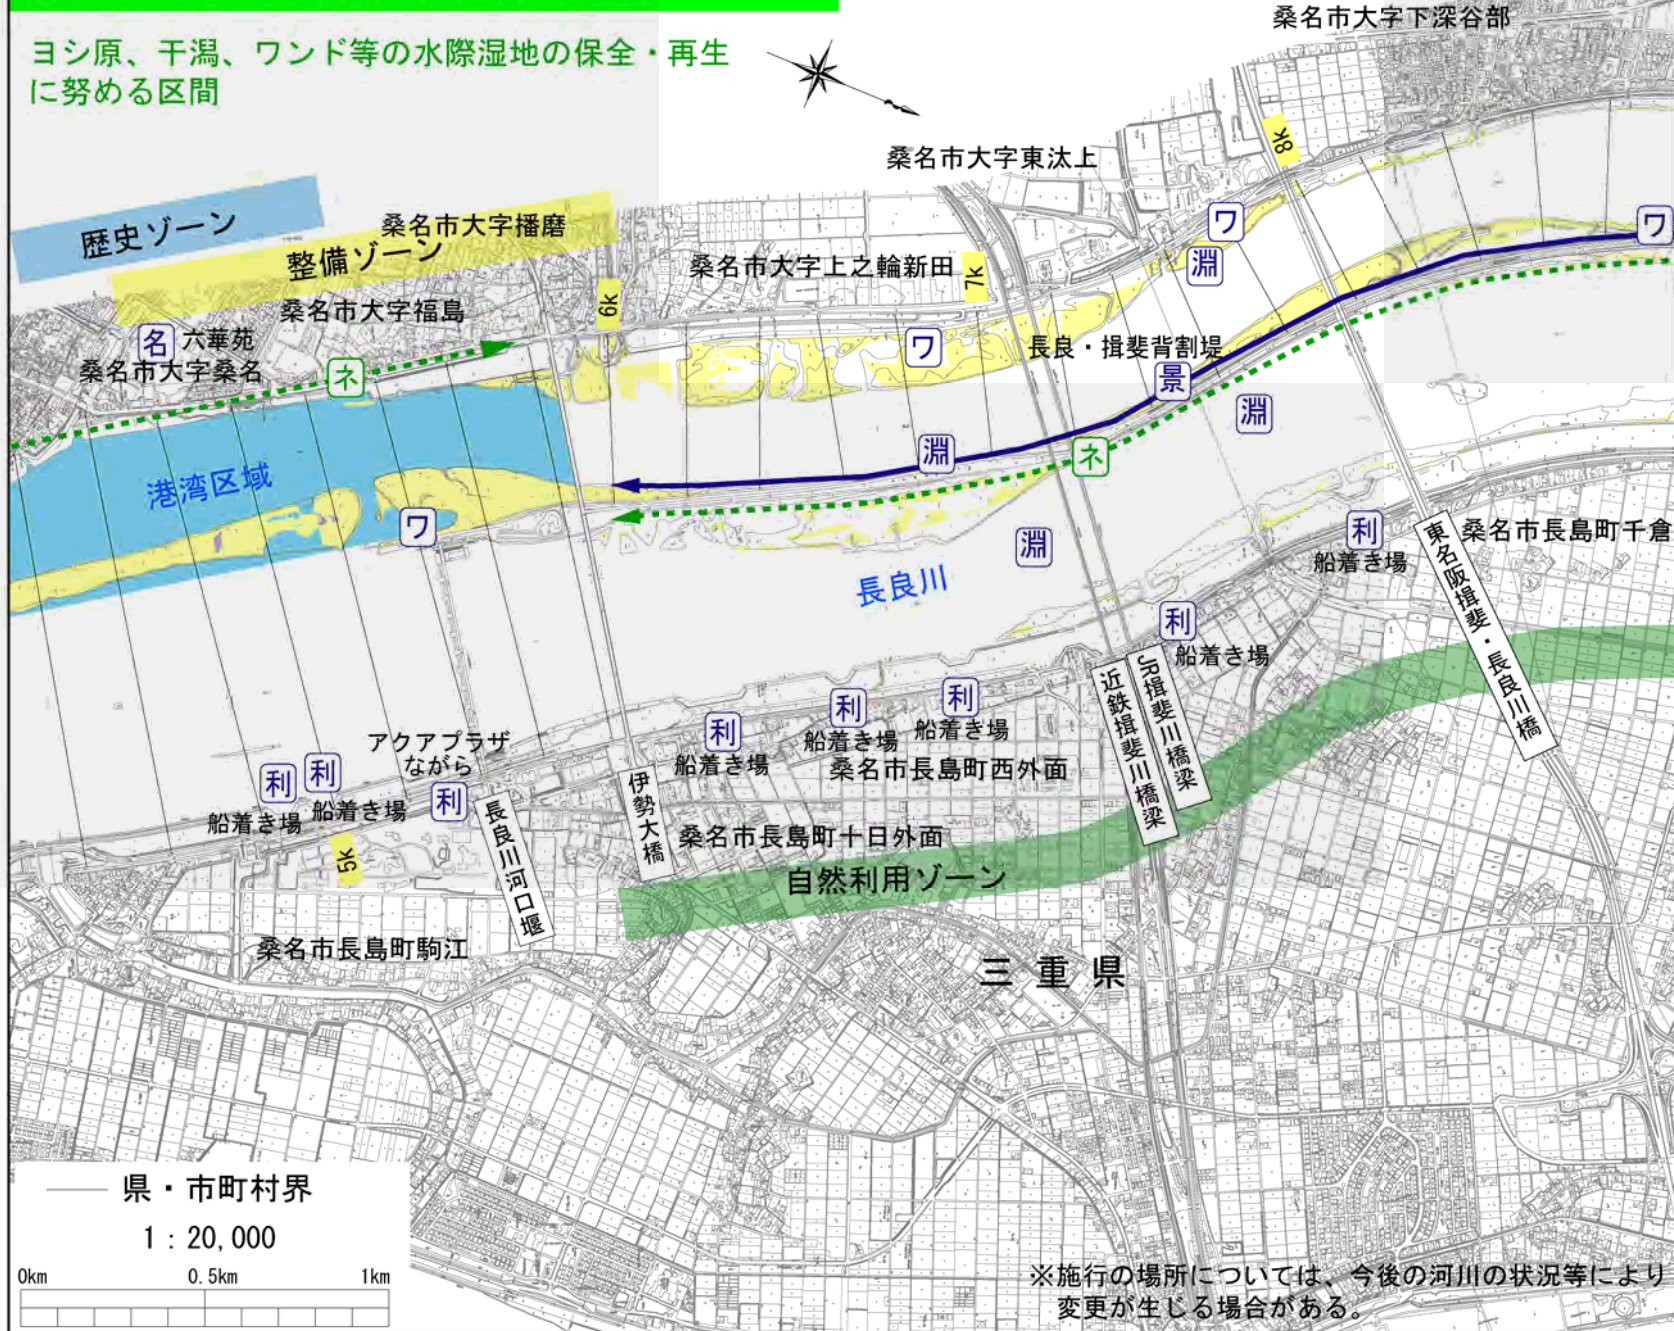 桑名市大字下深谷部
ヨシ原、干潟、ワンド等の水際湿地の保全・再生
に努める区間
8k
桑名市大字東汰上
歴史ゾーン
桑名市大字播磨
整備ゾーン
ワ
ワ
淵
桑名市大字上之輪新田
7k
6k
桑名市大字福島
名
六華苑
桑名市大字桑名
ネ
ワ
長良・揖斐背割堤
景
淵
淵
ネ
港湾区域
ワ
淵
長良川
利
船着き場
桑名市長島町千倉
東名阪揖斐・長良川橋
利
船着き場
JR揖斐川橋梁
近鉄揖斐川橋梁
利
船着き場
利
船着き場
利
船着き場
桑名市長島町西外面
アクアプラザ
ながら
利
利
利
船着き場
船着き場
5k
長良川河口堰
伊勢大橋
桑名市長島町十日外面
自然利用ゾーン
桑名市長島町駒江
三重県
県・市町村界
1:20,000
0km
0.5km
1km
※施行の場所については、今後の河川の状況等により
変更が生じる場合がある。